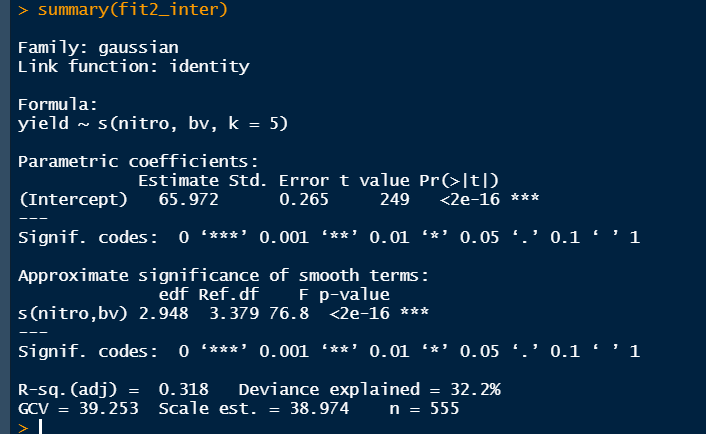 > summary(fit2_inter)
Family: gaussian
Link function: identity
Formula:
yield ~ s(nitro, bv, k = 5)
Parametric coefficients:
Estimate Std. Error t value Pr(>|t|)
(Intercept) 65.972 0.265 249 <2e-16 ***
---
Signif. codes: 0 ‘***’ 0.001 ‘**’ 0.01 ‘*’ 0.05 ‘.’ 0.1 ‘ ’ 1
Approximate significance of smooth terms:
edf Ref.df F p-value
s(nitro,bv) 2.948 3.379 76.8 <2e-16 ***
---
Signif. codes: 0 ‘***’ 0.001 ‘**’ 0.01 ‘*’ 0.05 ‘.’ 0.1 ‘ ’ 1
R-sq.(adj) = 0.318 Deviance explained = 32.2%
GCV = 39.253 Scale est. = 38.974 n = 555
>